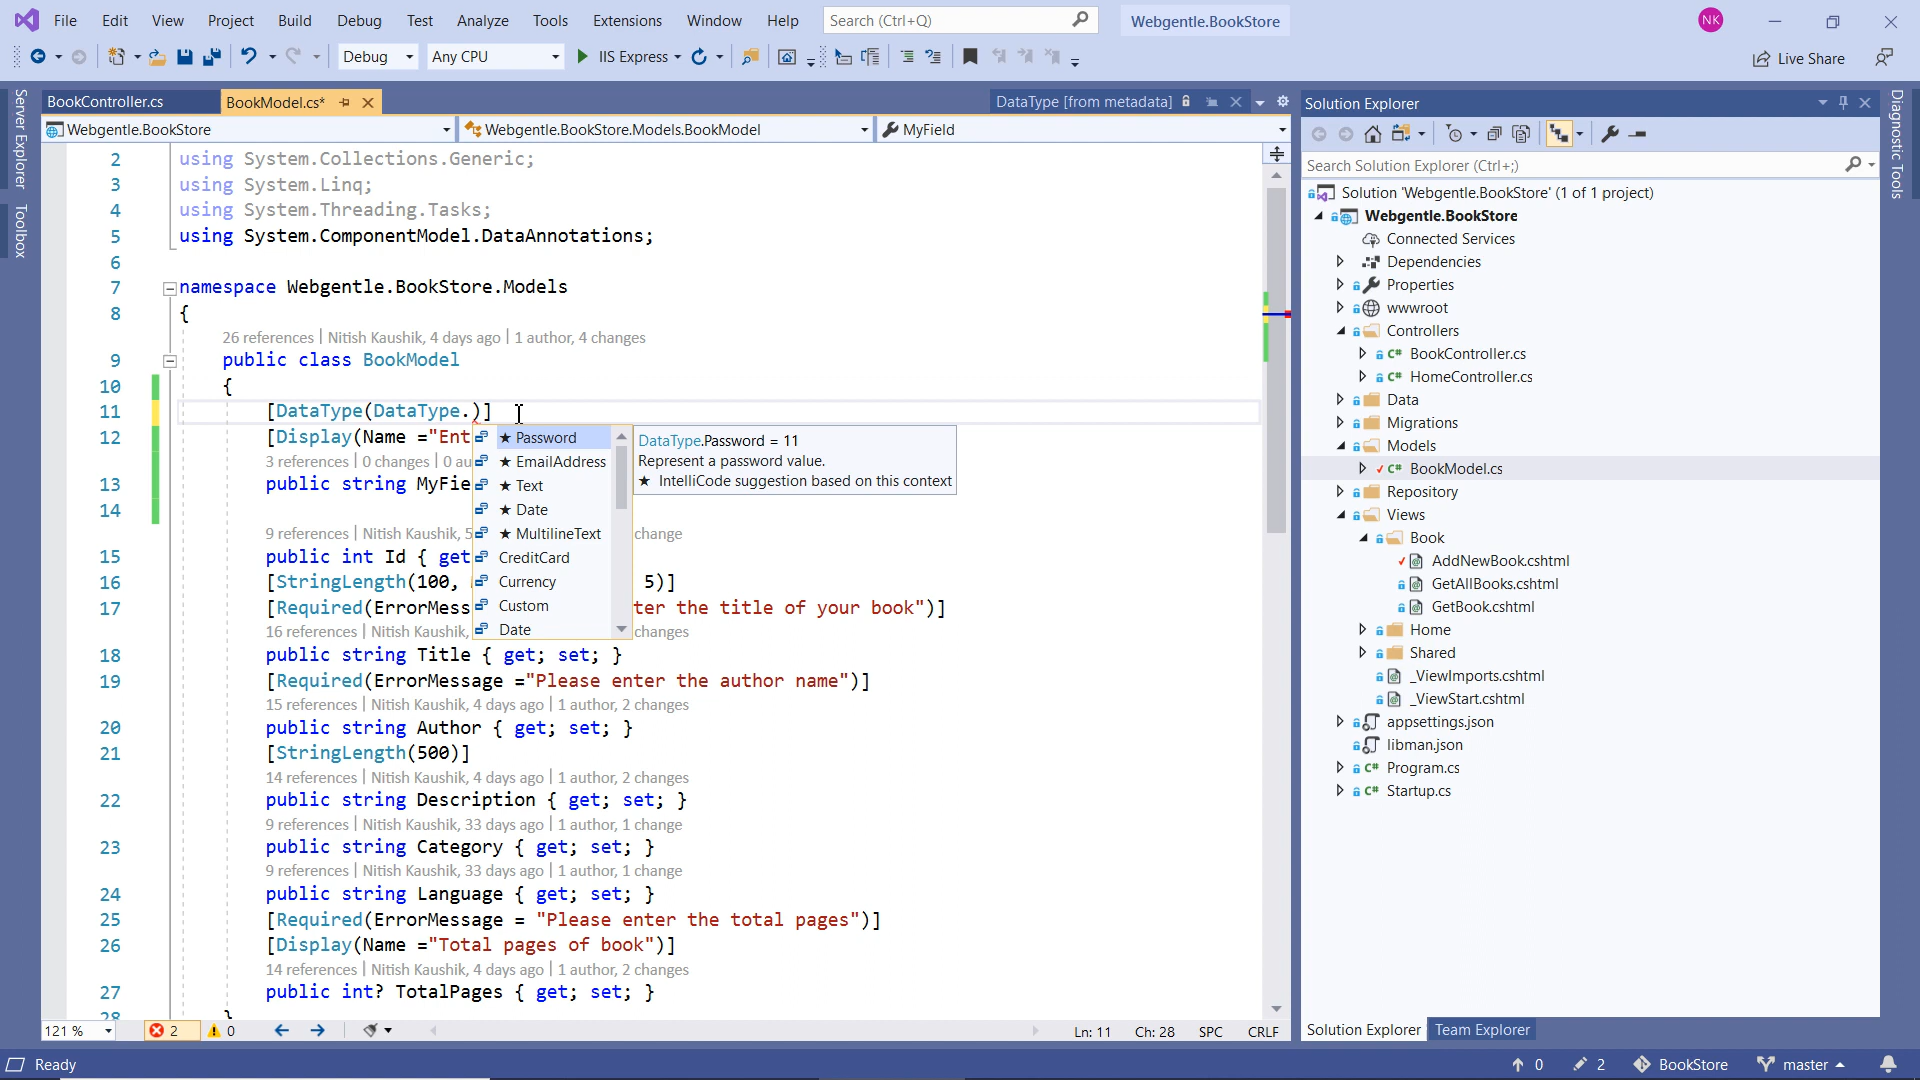 File Edit View Project Build Debug Test Analyze Tools Extensions Window Help Search (Ctrl+Q) Webgentle.BookStore NK
Debug Any CPU IIS Express Live Share
Server Explorer
Toolbox
BookController.cs BookModel.cs* DataType [from metadata]
Webgentle.BookStore Webgentle.BookStore.Models.BookModel MyField
2 using System.Collections.Generic;
3 using System.Linq;
4 using System.Threading.Tasks;
5 using System.ComponentModel.DataAnnotations;
6
7 namespace Webgentle.BookStore.Models
8 {
26 references | Nitish Kaushik, 4 days ago | 1 author, 4 changes
9 public class BookModel
10 {
11 [DataType(DataType.)]
12 [Display(Name ="Ent
3 references | 0 changes | 0 au
13 public string MyFie
14
9 references | Nitish Kaushik, 5 change
15 public int Id { get
16 [StringLength(100, 5)]
17 [Required(ErrorMess ter the title of your book")]
16 references | Nitish Kaushik, changes
18 public string Title { get; set; }
19 [Required(ErrorMessage ="Please enter the author name")]
15 references | Nitish Kaushik, 4 days ago | 1 author, 2 changes
20 public string Author { get; set; }
21 [StringLength(500)]
14 references | Nitish Kaushik, 4 days ago | 1 author, 2 changes
22 public string Description { get; set; }
9 references | Nitish Kaushik, 33 days ago | 1 author, 1 change
23 public string Category { get; set; }
9 references | Nitish Kaushik, 33 days ago | 1 author, 1 change
24 public string Language { get; set; }
25 [Required(ErrorMessage = "Please enter the total pages")]
26 [Display(Name ="Total pages of book")]
14 references | Nitish Kaushik, 4 days ago | 1 author, 2 changes
27 public int? TotalPages { get; set; }
28 }
★ Password
★ EmailAddress
★ Text
★ Date
★ MultilineText
CreditCard
Currency
Custom
Date
DataType.Password = 11
Represent a password value.
★ IntelliCode suggestion based on this context
121 % 2 0 Ln: 11 Ch: 28 SPC CRLF
Solution Explorer
Search Solution Explorer (Ctrl+;)
Solution 'Webgentle.BookStore' (1 of 1 project)
Webgentle.BookStore
Connected Services
Dependencies
Properties
wwwroot
Controllers
C# BookController.cs
C# HomeController.cs
Data
Migrations
Models
C# BookModel.cs
Repository
Views
Book
AddNewBook.cshtml
GetAllBooks.cshtml
GetBook.cshtml
Home
Shared
_ViewImports.cshtml
_ViewStart.cshtml
appsettings.json
libman.json
C# Program.cs
C# Startup.cs
Solution Explorer Team Explorer
Diagnostic Tools
Ready 0 2 BookStore master